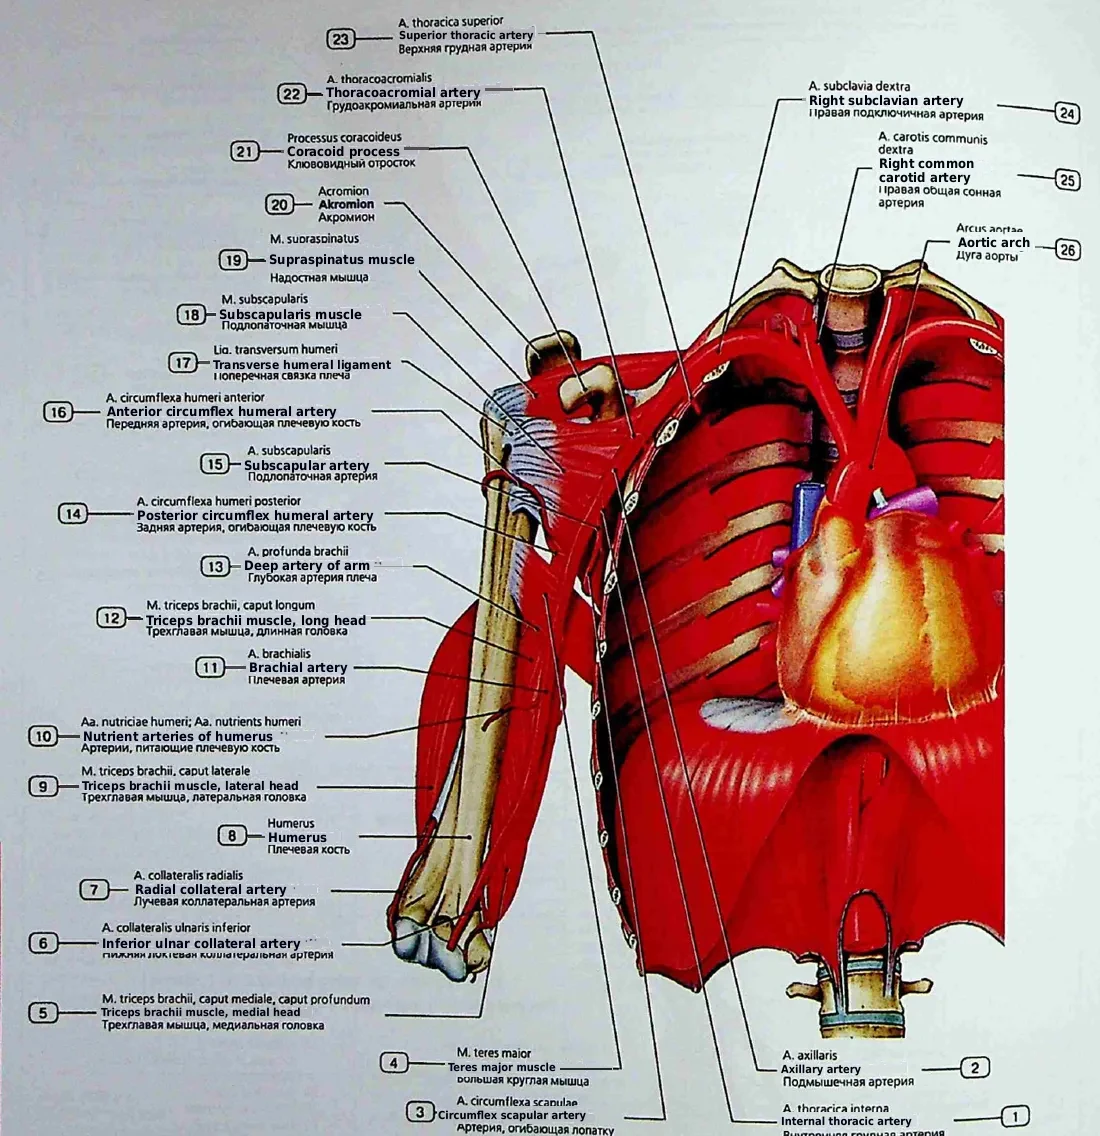 A. thoracica superior
23 Superior thoracic artery
Верхняя грудная артерия
A. thoracoacromialis
22 Thoracoacromial artery
Грудоакромиальная артерия
A. subclavia dextra
Right subclavian artery 24
Правая подключичная артерия
Processus coracoideus
21 Coracoid process
Клювовидный отросток
A. carotis communis
dextra
Right common
carotid artery 25
Правая общая сонная
артерия
Acromion
20 Akromion
Акромион
Arcus aortae
Aortic arch 26
Дуга аорты
M. supraspinatus
19 Supraspinatus muscle
Надостная мышца
M. subscapularis
18 Subscapularis muscle
Подлопаточная мышца
Lig. transversum humeri
17 Transverse humeral ligament
Поперечная связка плеча
A. circumflexa humeri anterior
16 Anterior circumflex humeral artery
Передняя артерия, огибающая плечевую кость
A. subscapularis
15 Subscapular artery
Подлопаточная артерия
A. circumflexa humeri posterior
14 Posterior circumflex humeral artery
Задняя артерия, огибающая плечевую кость
A. profunda brachii
13 Deep artery of arm
Глубокая артерия плеча
M. triceps brachii, caput longum
12 Triceps brachii muscle, long head
Трехглавая мышца, длинная головка
A. brachialis
11 Brachial artery
Плечевая артерия
Aa. nutriciae humeri; Aa. nutrients humeri
10 Nutrient arteries of humerus
Артерии, питающие плечевую кость
M. triceps brachii, caput laterale
9 Triceps brachii muscle, lateral head
Трехглавая мышца, латеральная головка
Humerus
8 Humerus
Плечевая кость
A. collateralis radialis
7 Radial collateral artery
Лучевая коллатеральная артерия
A. collateralis ulnaris inferior
6 Inferior ulnar collateral artery
Нижняя локтевая коллатеральная артерия
M. triceps brachii, caput mediale, caput profundum
5 Triceps brachii muscle, medial head
Трехглавая мышца, медиальная головка
M. teres major
4 Teres major muscle
Большая круглая мышца
A. axillaris
Axillary artery 2
Подмышечная артерия
A. circumflexa scapulae
3 Circumflex scapular artery
Артерия, огибающая лопатку
A. thoracica interna
Internal thoracic artery 1
Внутренняя грудная артерия